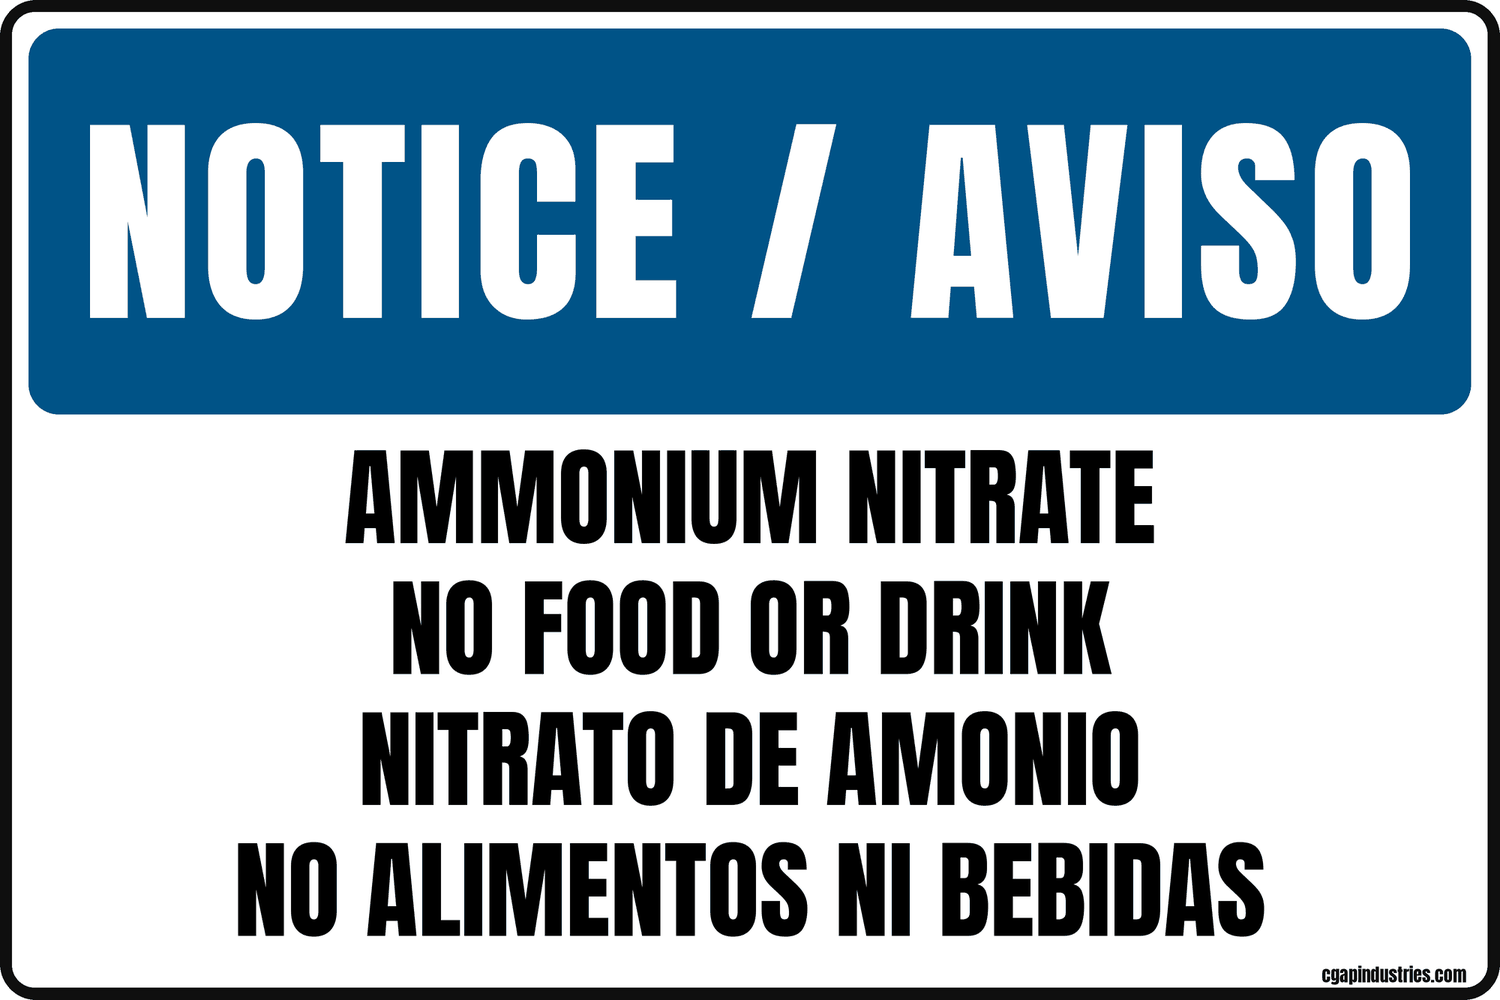 NOTICE / AVISO
AMMONIUM NITRATE
NO FOOD OR DRINK
NITRATO DE AMONIO
NO ALIMENTOS NI BEBIDAS
cgapindustries.com